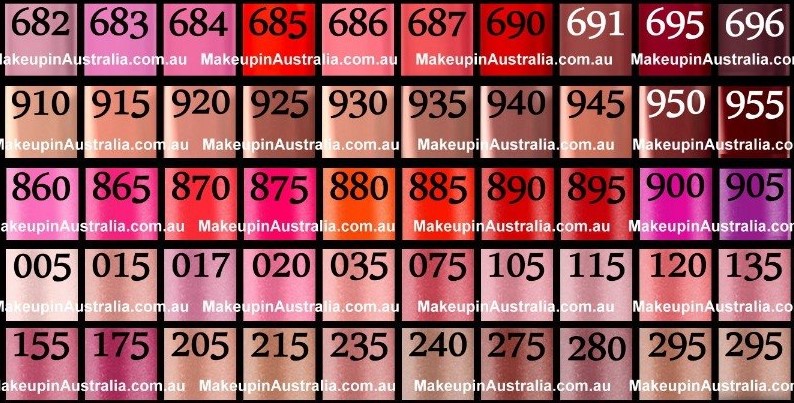 682 683 684 685 686 687 690 691 695 696
MakeupinAustralia.com.au MakeupinAustralia.com.au MakeupinAustralia.com.au MakeupinAustralia.com.au
910 915 920 925 930 935 940 945 950 955
MakeupinAustralia.com.au MakeupinAustralia.com.au MakeupinAustralia.com.au MakeupinAustralia.com.au
860 865 870 875 880 885 890 895 900 905
MakeupinAustralia.com.au MakeupinAustralia.com.au MakeupinAustralia.com.au MakeupinAustralia.com.au
005 015 017 020 035 075 105 115 120 135
MakeupinAustralia.com.au MakeupinAustralia.com.au MakeupinAustralia.com.au MakeupinAustralia.com.au
155 175 205 215 235 240 275 280 295 295
MakeupinAustralia.com.au MakeupinAustralia.com.au MakeupinAustralia.com.au MakeupinAustralia.com.au